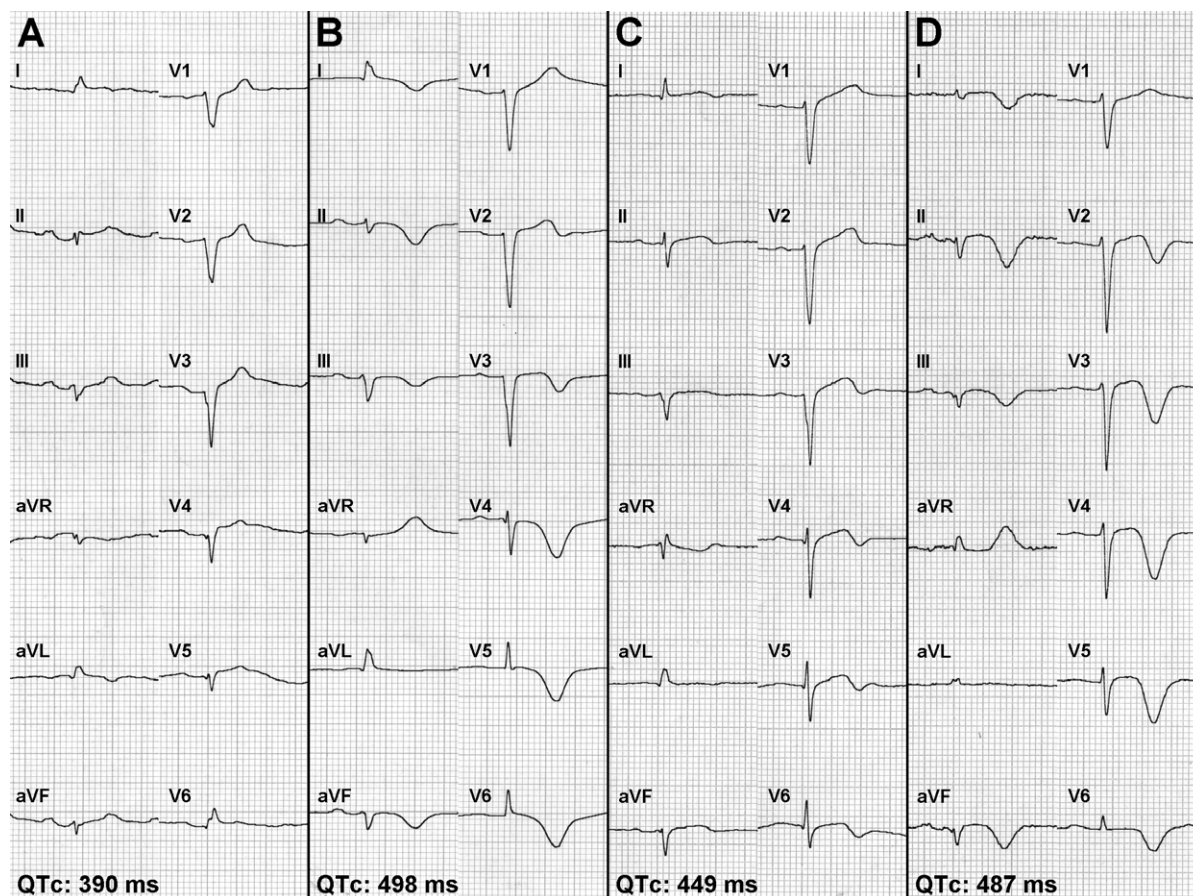 A
B
C
D
I
V1
II
V2
III
V3
aVR
V4
aVL
V5
aVF
V6
QTc: 390 ms
I
V1
II
V2
III
V3
aVR
V4
aVL
V5
aVF
V6
QTc: 498 ms
I
V1
II
V2
III
V3
aVR
V4
aVL
V5
aVF
V6
QTc: 449 ms
I
V1
II
V2
III
V3
aVR
V4
aVL
V5
aVF
V6
QTc: 487 ms